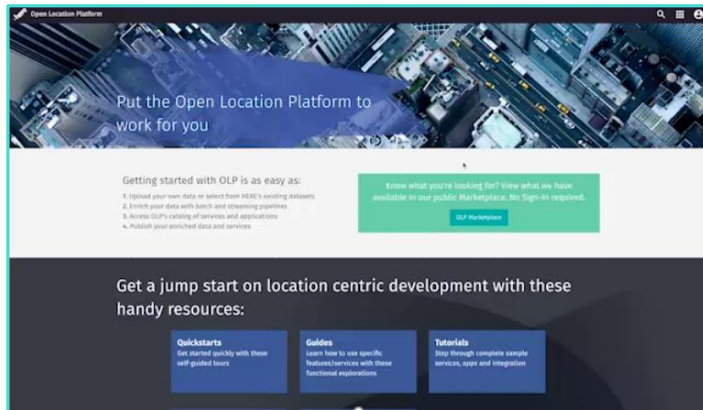 Open Location Platform
Put the Open Location Platform to
work for you
Getting started with OLP is as easy as:
1. Upload your own data or select from HERE's existing datasets
2. Enrich your data with batch and streaming pipelines
3. Access OLP's catalog of services and applications
4. Publish your enriched data and services
Know what you're looking for? View what we have
available in our public Marketplace. No Sign-In required.
OLP Marketplace
Get a jump start on location centric development with these
handy resources:
Quickstarts
Get started quickly with these
self-guided tours
Guides
Learn how to use specific
features/services with these
functional explorations
Tutorials
Step through complete sample
services, apps and integration